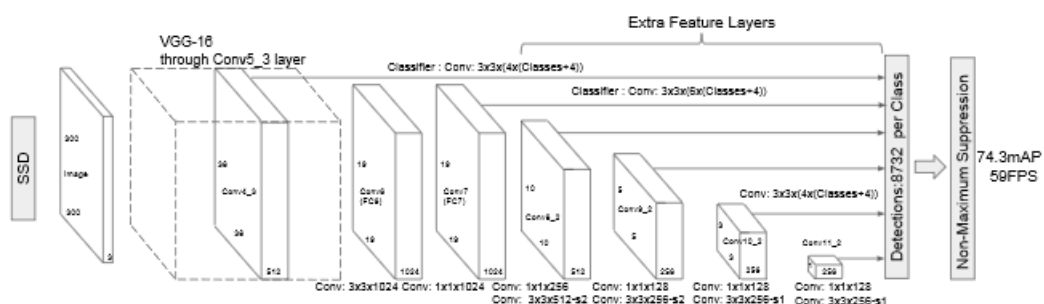 Extra Feature Layers
VGG-16
through Conv5_3 layer
Classifier : Conv: 3x3x(4x(Classes+4))
Classifier : Conv: 3x3x(6x(Classes+4))
Conv: 3x3x(4x(Classes+4))
SSD
300
Image
300
3
38
Conv4_3
38
512
19
Conv6
(FC6)
19
1024
19
Conv7
(FC7)
19
1024
10
Conv8_2
10
512
5
Conv9_2
5
256
3
Conv10_2
3
256
Conv11_2
256
Detections:8732 per Class
Non-Maximum Suppression
74.3mAP
59FPS
Conv: 3x3x1024
Conv: 1x1x1024
Conv: 1x1x256
Conv: 3x3x512-s2
Conv: 1x1x128
Conv: 3x3x256-s2
Conv: 1x1x128
Conv: 3x3x256-s1
Conv: 1x1x128
Conv: 3x3x256-s1